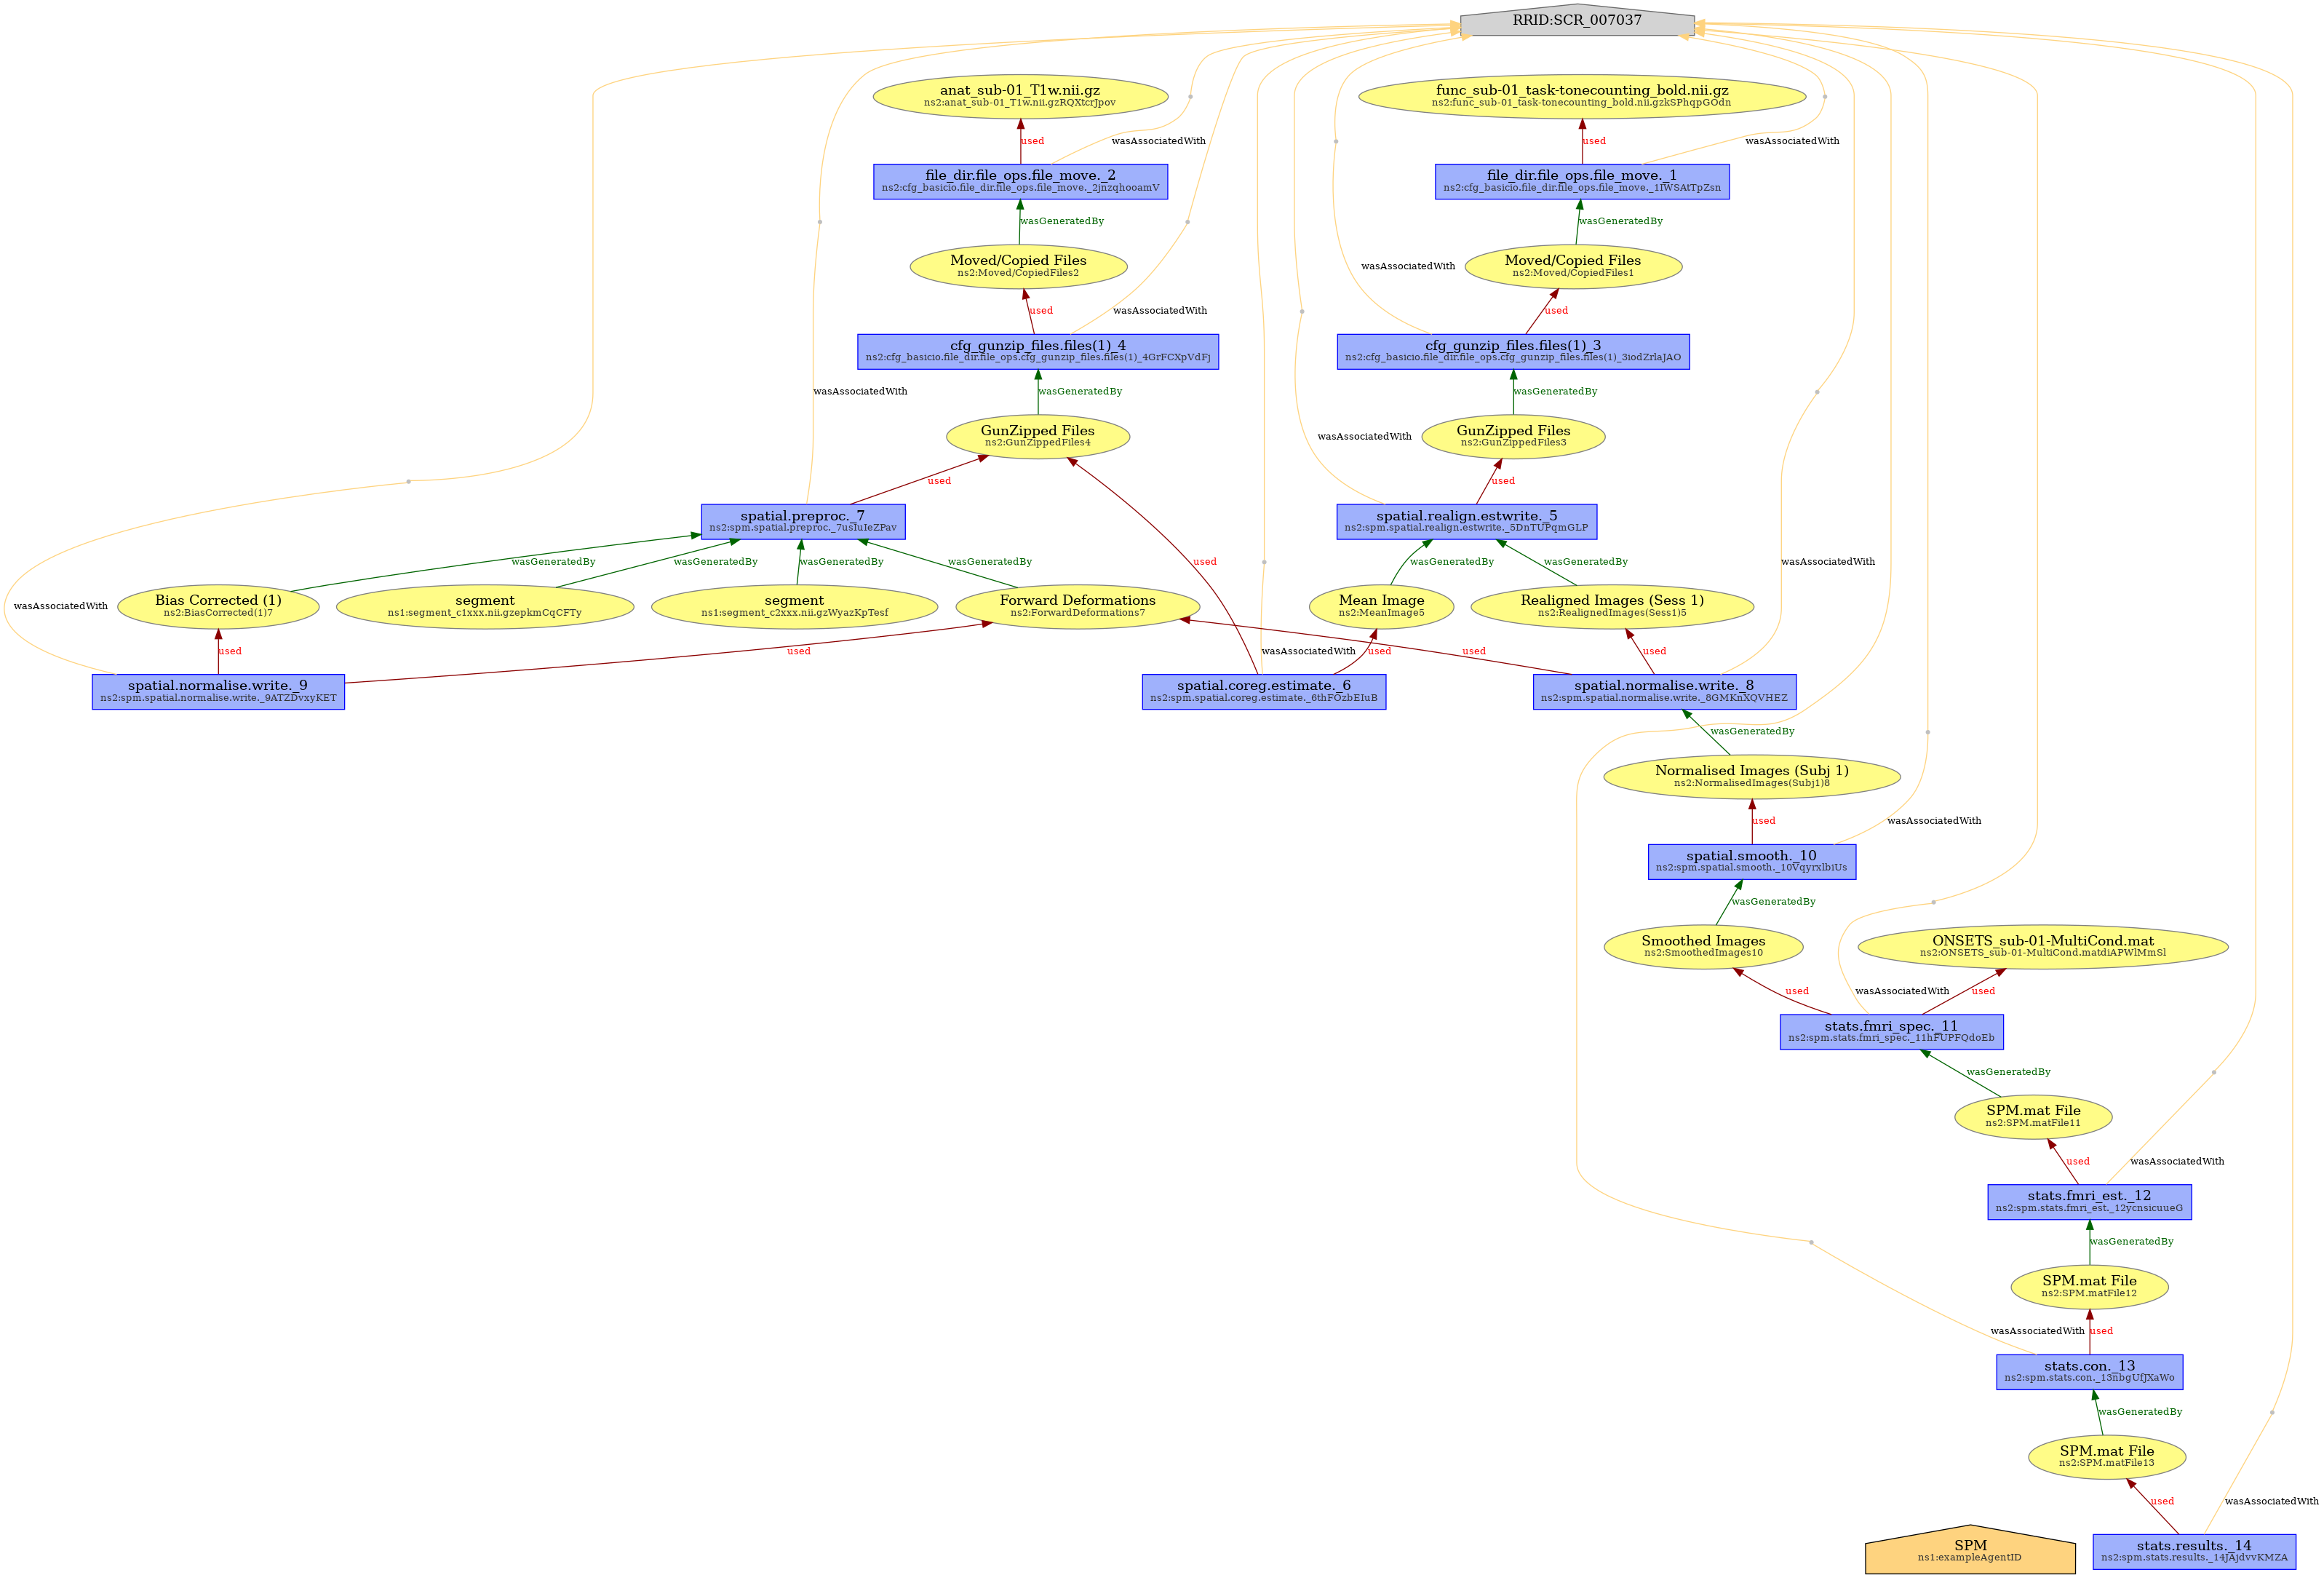 RRID:SCR_007037
anat_sub-01_T1w.nii.gz
ns2:anat_sub-01_T1w.nii.gzRQXtcrJpov
func_sub-01_task-tonecounting_bold.nii.gz
ns2:func_sub-01_task-tonecounting_bold.nii.gzkSPhqpGOdn
used
wasAssociatedWith
used
wasAssociatedWith
file_dir.file_ops.file_move._2
ns2:cfg_basicio.file_dir.file_ops.file_move._2jnzqhooamV
file_dir.file_ops.file_move._1
ns2:cfg_basicio.file_dir.file_ops.file_move._1IWSAtTpZsn
wasGeneratedBy
wasGeneratedBy
Moved/Copied Files
ns2:Moved/CopiedFiles2
wasAssociatedWith
Moved/Copied Files
ns2:Moved/CopiedFiles1
used
wasAssociatedWith
used
cfg_gunzip_files.files(1)_4
ns2:cfg_basicio.file_dir.file_ops.cfg_gunzip_files.files(1)_4GrFCXpVdFj
cfg_gunzip_files.files(1)_3
ns2:cfg_basicio.file_dir.file_ops.cfg_gunzip_files.files(1)_3iodZrlaJAO
wasAssociatedWith
wasGeneratedBy
wasGeneratedBy
GunZipped Files
ns2:GunZippedFiles4
wasAssociatedWith
GunZipped Files
ns2:GunZippedFiles3
used
used
spatial.preproc._7
ns2:spm.spatial.preproc._7usIuIeZPav
spatial.realign.estwrite._5
ns2:spm.spatial.realign.estwrite._5DnTUPqmGLP
wasGeneratedBy
wasGeneratedBy
wasGeneratedBy
wasGeneratedBy
used
wasGeneratedBy
wasGeneratedBy
wasAssociatedWith
wasAssociatedWith
Bias Corrected (1)
ns2:BiasCorrected(1)7
segment
ns1:segment_c1xxx.nii.gzepkmCqCFTy
segment
ns1:segment_c2xxx.nii.gzWyazKpTesf
Forward Deformations
ns2:ForwardDeformations7
Mean Image
ns2:MeanImage5
Realigned Images (Sess 1)
ns2:RealignedImages(Sess1)5
used
used
wasAssociatedWith
used
used
used
spatial.normalise.write._9
ns2:spm.spatial.normalise.write._9ATZDvxyKET
spatial.coreg.estimate._6
ns2:spm.spatial.coreg.estimate._6thFOzbEIuB
spatial.normalise.write._8
ns2:spm.spatial.normalise.write._8GMKnXQVHEZ
wasGeneratedBy
Normalised Images (Subj 1)
ns2:NormalisedImages(Subj1)8
used
wasAssociatedWith
spatial.smooth._10
ns2:spm.spatial.smooth._10VqyrxlbiUs
wasGeneratedBy
Smoothed Images
ns2:SmoothedImages10
ONSETS_sub-01-MultiCond.mat
ns2:ONSETS_sub-01-MultiCond.matdiAPWlMmSl
used
wasAssociatedWith
used
stats.fmri_spec._11
ns2:spm.stats.fmri_spec._11hFUPFQdoEb
wasGeneratedBy
SPM.mat File
ns2:SPM.matFile11
used
wasAssociatedWith
stats.fmri_est._12
ns2:spm.stats.fmri_est._12ycnsicuueG
wasGeneratedBy
SPM.mat File
ns2:SPM.matFile12
wasAssociatedWith
used
stats.con._13
ns2:spm.stats.con._13nbgUfJXaWo
wasGeneratedBy
SPM.mat File
ns2:SPM.matFile13
used
wasAssociatedWith
SPM
ns1:exampleAgentID
stats.results._14
ns2:spm.stats.results._14JAjdvvKMZA